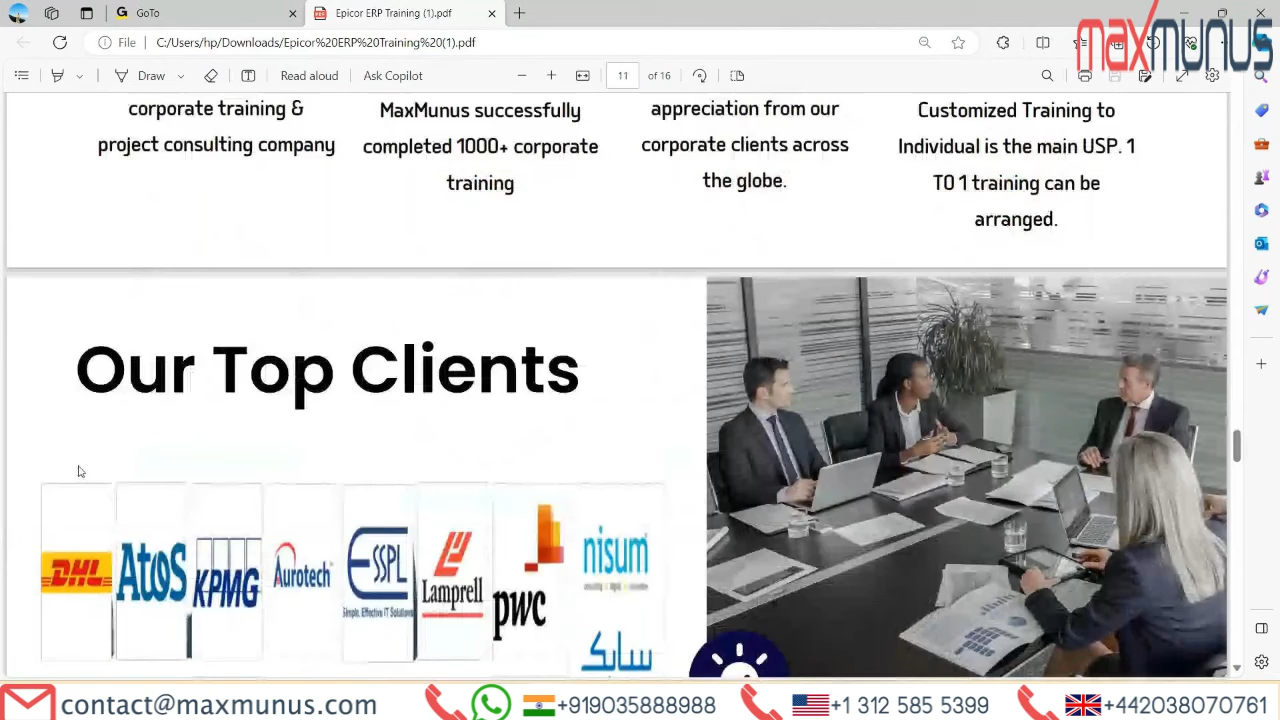 GoTo
Epicor ERP Training (1).pdf
File
C:/Users/hp/Downloads/Epicor%20ERP%20Training%20(1).pdf
maxmunus
Draw
Read aloud
Ask Copilot
11
of 16
corporate training &
project consulting company
MaxMunus successfully
completed 1000+ corporate
training
appreciation from our
corporate clients across
the globe.
Customized Training to
Individual is the main USP. 1
TO 1 training can be
arranged.
Our Top Clients
DHL
Atos
KPMG
Aurotech
ESSPL
Simple, Effective IT Solutions
Lamprell
pwc
nisum
سابك
contact@maxmunus.com
+919035888988
+1 312 585 5399
+442038070761